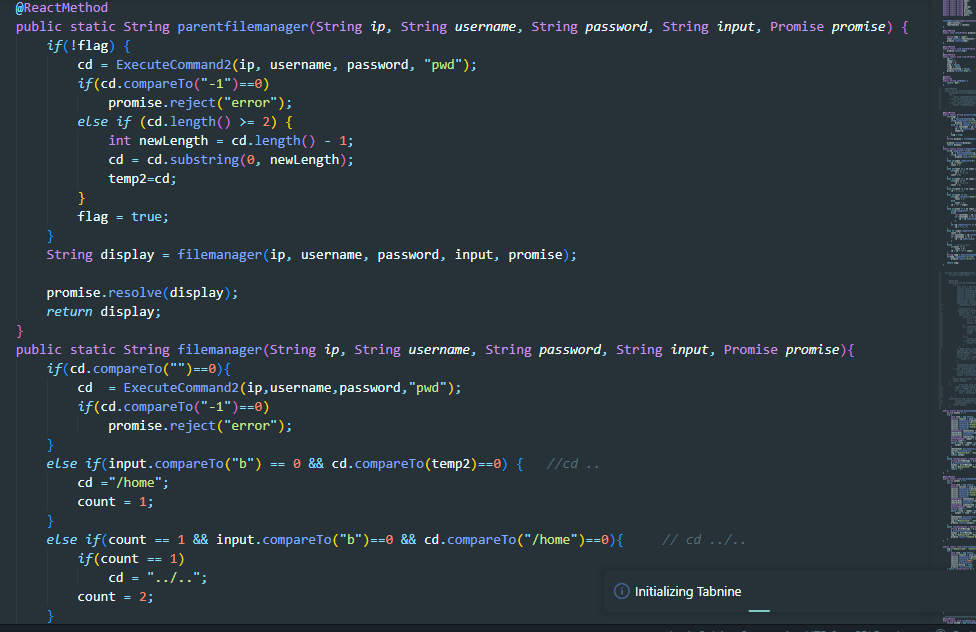 @ReactMethod
public static String parentfilemanager(String ip, String username, String password, String input, Promise promise) {
if(!flag) {
cd = ExecuteCommand2(ip, username, password, "pwd");
if(cd.compareTo("-1")==0)
promise.reject("error");
else if (cd.length() >= 2) {
int newLength = cd.length() - 1;
cd = cd.substring(0, newLength);
temp2=cd;
}
flag = true;
}
String display = filemanager(ip, username, password, input, promise);
promise.resolve(display);
return display;
}
public static String filemanager(String ip, String username, String password, String input, Promise promise){
if(cd.compareTo("")==0){
cd  = ExecuteCommand2(ip,username,password,"pwd");
if(cd.compareTo("-1")==0)
promise.reject("error");
}
else if(input.compareTo("b") == 0 && cd.compareTo(temp2)==0) {   //cd ..
cd ="/home";
count = 1;
}
else if(count == 1 && input.compareTo("b")==0 && cd.compareTo("/home")==0){     // cd ../..
if(count == 1)
cd = "../..";
count = 2;
}
Initializing Tabnine